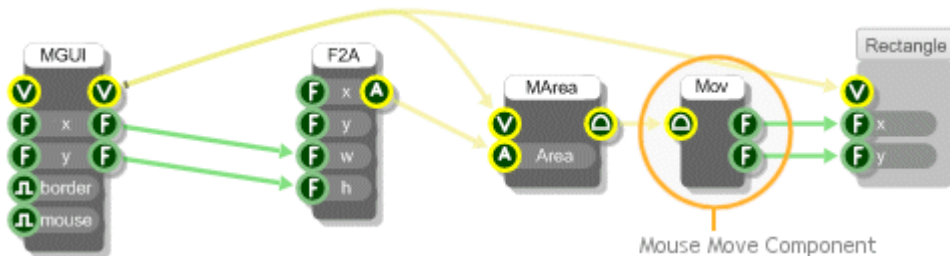 MGUI
V V
F x F
F y F
border
mouse
F2A
F x A
F y
F w
F h
MArea
V
A Area
Mov
F
F
Rectangle
V
F x
F y
Mouse Move Component